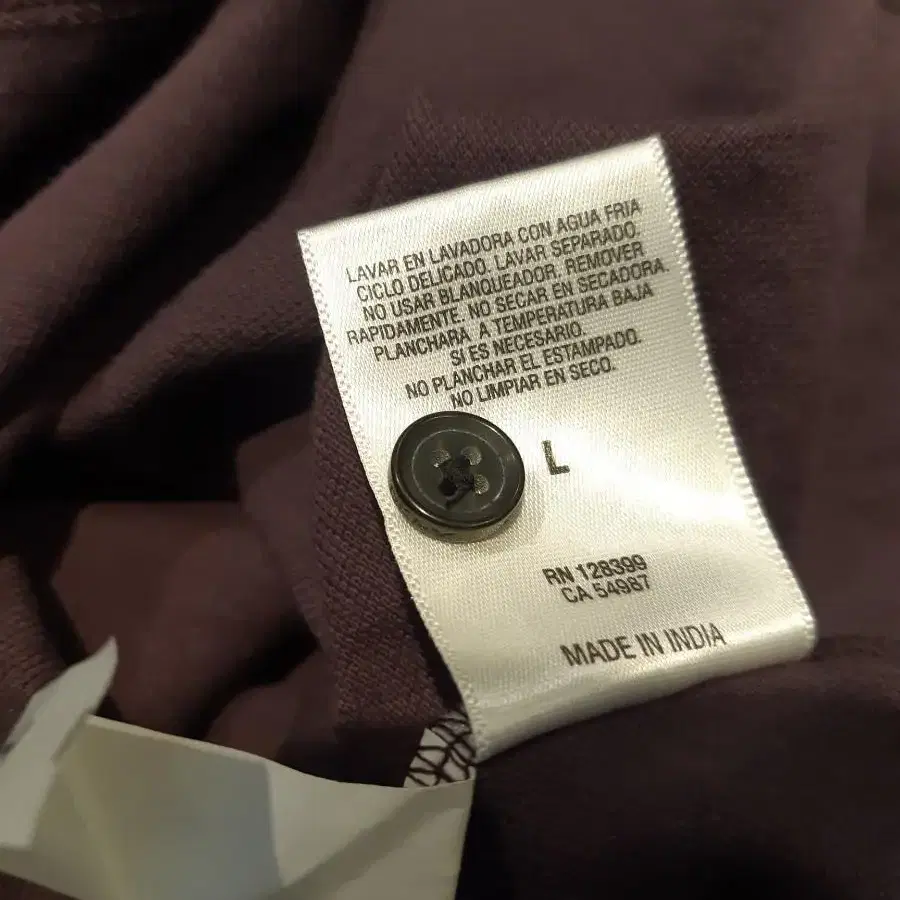 LAVAR EN LAVADORA CON AGUA FRIA
CICLO DELICADO. LAVAR SEPARADO.
NO USAR BLANQUEADOR. REMOVER
RAPIDAMENTE. NO SECAR EN SECADORA.
PLANCHARA A TEMPERATURA BAJA
SI ES NECESARIO.
NO PLANCHAR EL ESTAMPADO.
NO LIMPIAR EN SECO.
L
RN 128399
CA 54987
MADE IN INDIA